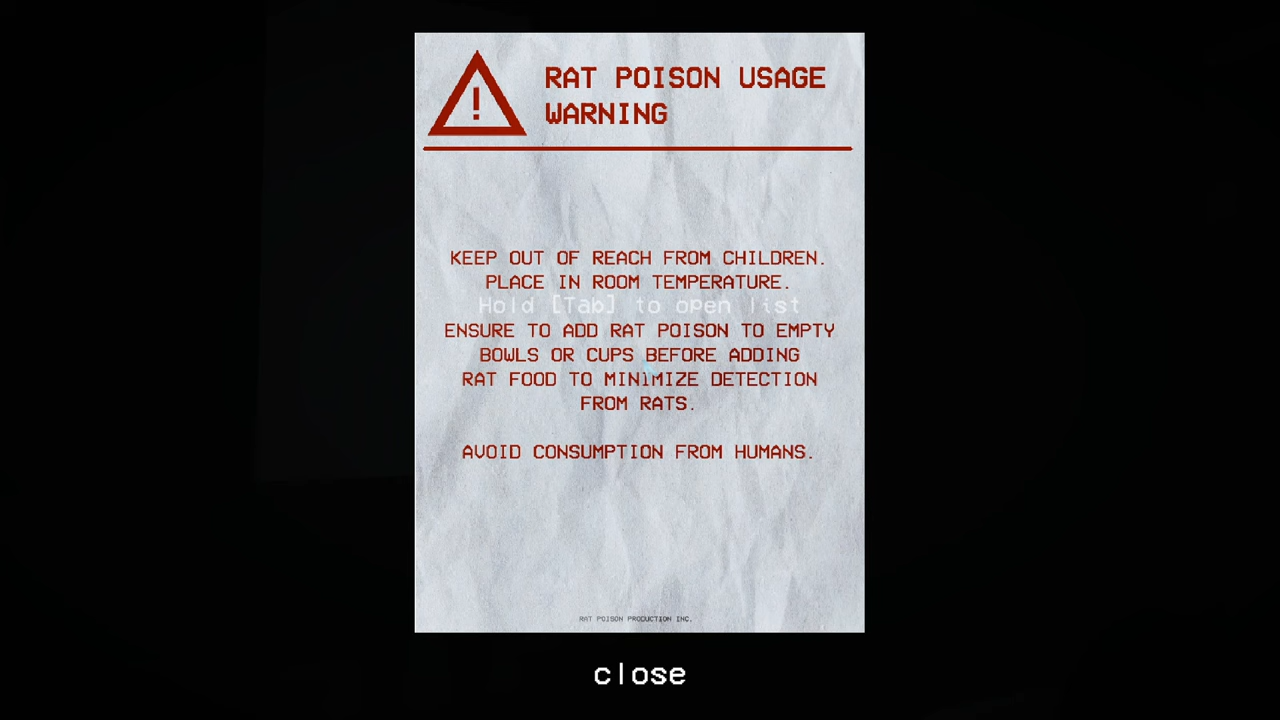 RAT POISON USAGE
WARNING
!
KEEP OUT OF REACH FROM CHILDREN.
PLACE IN ROOM TEMPERATURE.
Hold [Tab] to open list
ENSURE TO ADD RAT POISON TO EMPTY
BOWLS OR CUPS BEFORE ADDING
RAT FOOD TO MINIMIZE DETECTION
FROM RATS.
AVOID CONSUMPTION FROM HUMANS.
RAT POISON PRODUCTION INC.
close